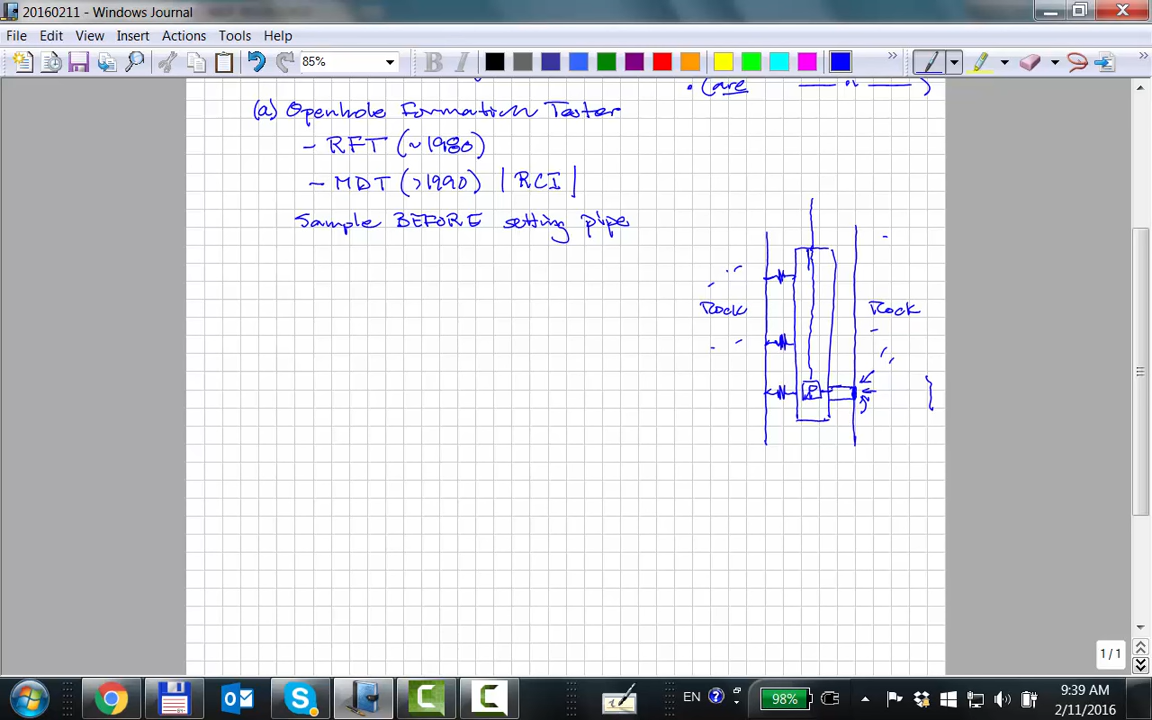 20160211 - Windows Journal
File Edit View Insert Actions Tools Help
85%
B I
• (are
(a) Openhole Formation Tester
- RFT (~1980)
- MDT (>1990) | RCI |
Sample BEFORE setting pipe
Rock
Rock
P
1 / 1
EN
98%
9:39 AM
2/11/2016